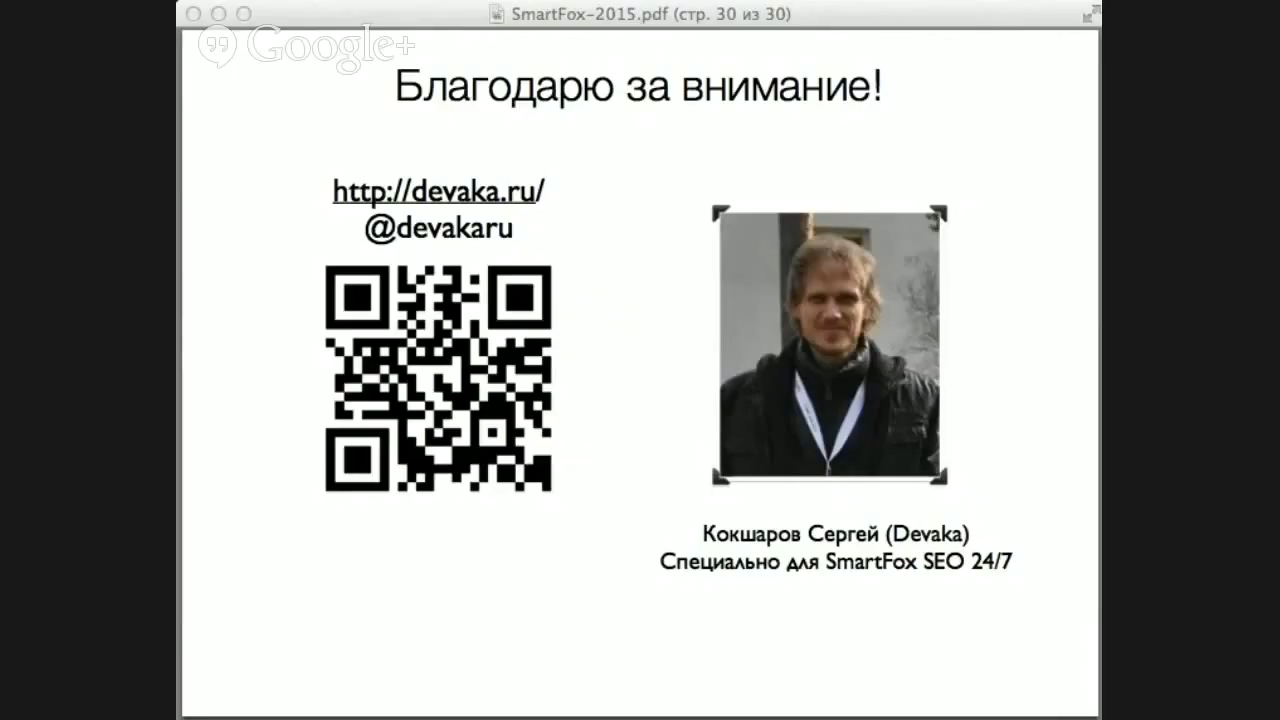 SmartFox-2015.pdf (стр. 30 из 30)
Google+
Благодарю за внимание!
http://devaka.ru/
@devakaru
Кокшаров Сергей (Devaka)
Специально для SmartFox SEO 24/7